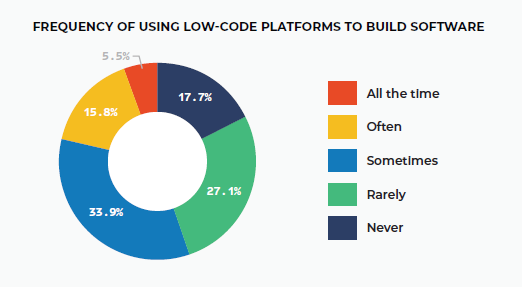 FREQUENCY OF USING LOW-CODE PLATFORMS TO BUILD SOFTWARE
5.5%
17.7%
15.8%
27.1%
33.9%
All the time
Often
Sometimes
Rarely
Never